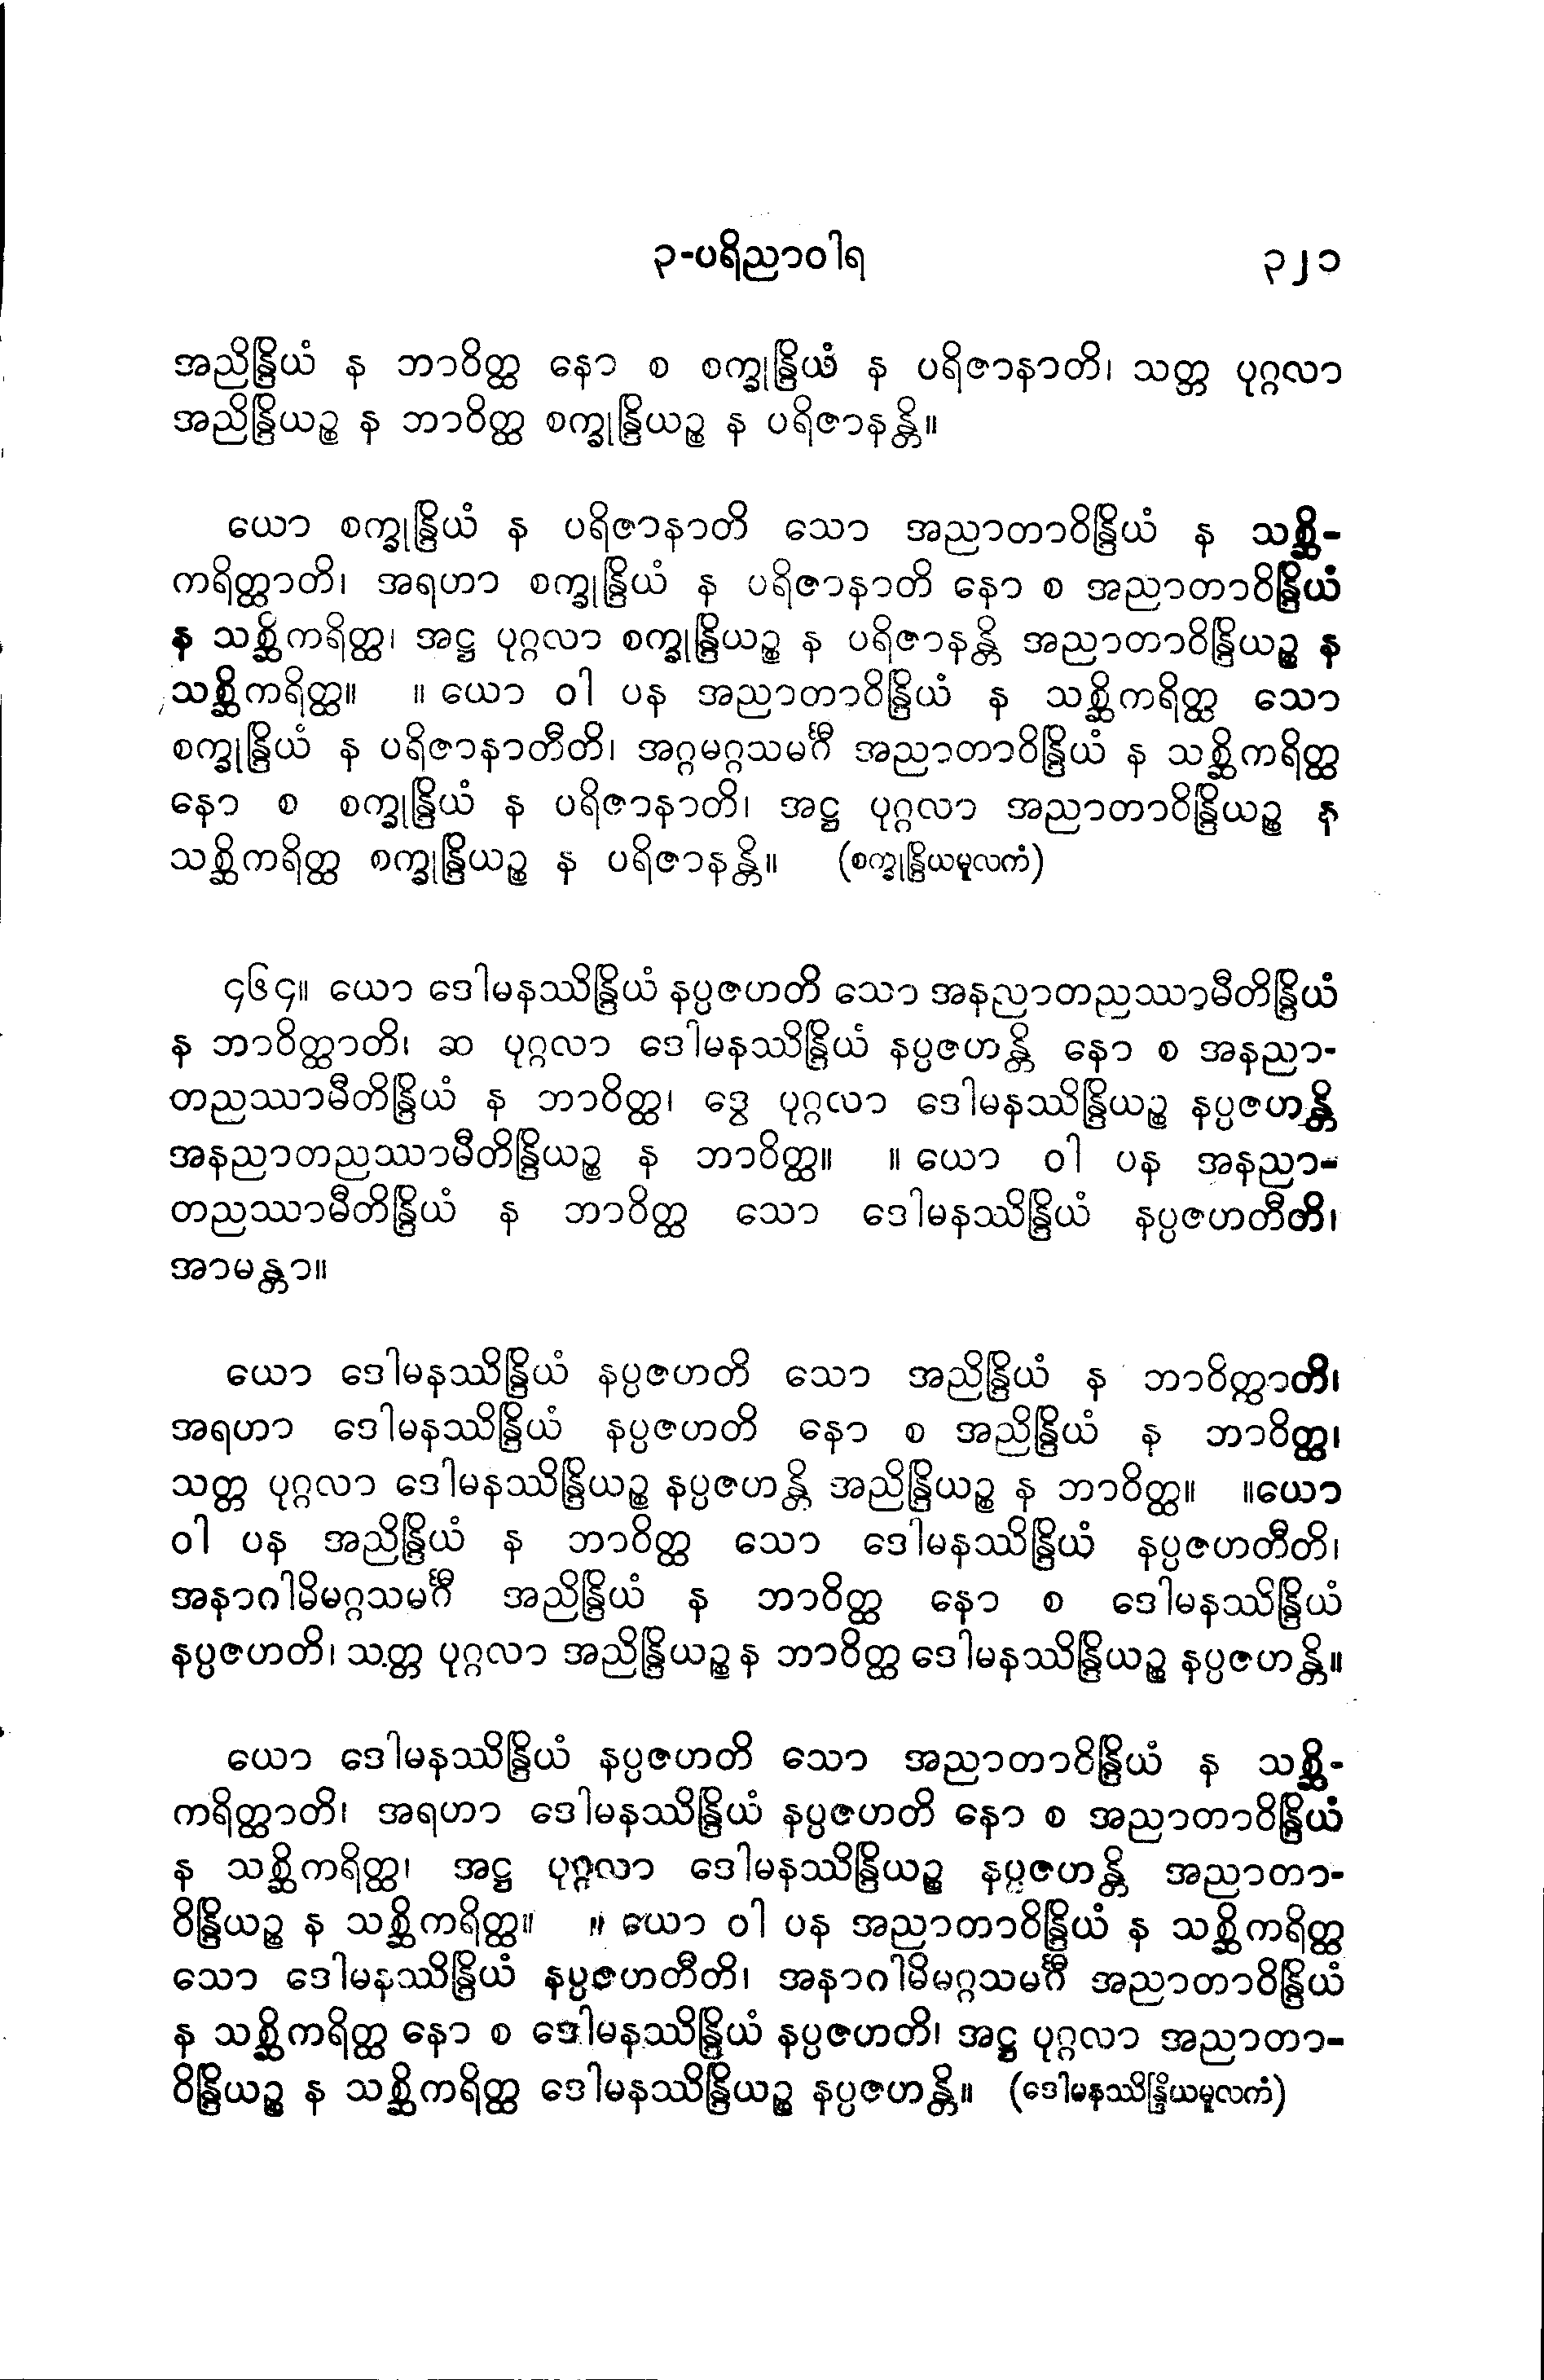 ၃-ပရိညာဝါရ ၃၂၁
အညိန္ဒြိယံ န ဘာဝိတ္ထ နော စ စက္ခုန္ဒြိယံ န ပရိဇာနာတိ၊ သတ္တ ပုဂ္ဂလာ
အညိန္ဒြိယဉ္စ န ဘာဝိတ္ထ စက္ခုန္ဒြိယဉ္စ န ပရိဇာနန္တိ။
ယော စက္ခုန္ဒြိယံ န ပရိဇာနာတိ သော အညာတာဝိန္ဒြိယံ န သစ္ဆိ-
ကရိတ္ထာတိ၊ အရဟာ စက္ခုန္ဒြိယံ န ပရိဇာနာတိ နော စ အညာတာဝိန္ဒြိယံ
န သစ္ဆိကရိတ္ထ၊ အဋ္ဌ ပုဂ္ဂလာ စက္ခုန္ဒြိယဉ္စ န ပရိဇာနန္တိ အညာတာဝိန္ဒြိယဉ္စ န
သစ္ဆိကရိတ္ထ။ ။ ယော ဝါ ပန အညာတာဝိန္ဒြိယံ န သစ္ဆိကရိတ္ထ သော
စက္ခုန္ဒြိယံ န ပရိဇာနာတီတိ၊ အဂ္ဂမဂ္ဂသမင်္ဂီ အညာတာဝိန္ဒြိယံ န သစ္ဆိကရိတ္ထ
နော စ စက္ခုန္ဒြိယံ န ပရိဇာနာတိ၊ အဋ္ဌ ပုဂ္ဂလာ အညာတာဝိန္ဒြိယဉ္စ န
သစ္ဆိကရိတ္ထ စက္ခုန္ဒြိယဉ္စ န ပရိဇာနန္တိ။ (စက္ခုန္ဒြိယမူလကံ)
၄၆၄။ ယော ဒေါမနဿိန္ဒြိယံ နပ္ပဇဟတိ သော အနညာတညဿာမီတိန္ဒြိယံ
န ဘာဝိတ္ထာတိ၊ ဆ ပုဂ္ဂလာ ဒေါမနဿိန္ဒြိယံ နပ္ပဇဟန္တိ နော စ အနညာ-
တညဿာမီတိန္ဒြိယံ န ဘာဝိတ္ထ၊ ဒွေ ပုဂ္ဂလာ ဒေါမနဿိန္ဒြိယဉ္စ နပ္ပဇဟန္တိ
အနညာတညဿာမီတိန္ဒြိယဉ္စ န ဘာဝိတ္ထ။ ။ ယော ဝါ ပန အနညာ-
တညဿာမီတိန္ဒြိယံ န ဘာဝိတ္ထ သော ဒေါမနဿိန္ဒြိယံ နပ္ပဇဟတီတိ၊
အာမန္တာ။
ယော ဒေါမနဿိန္ဒြိယံ နပ္ပဇဟတိ သော အညိန္ဒြိယံ န ဘာဝိတ္ထာတိ၊
အရဟာ ဒေါမနဿိန္ဒြိယံ နပ္ပဇဟတိ နော စ အညိန္ဒြိယံ န ဘာဝိတ္ထ၊
သတ္တ ပုဂ္ဂလာ ဒေါမနဿိန္ဒြိယဉ္စ နပ္ပဇဟန္တိ အညိန္ဒြိယဉ္စ န ဘာဝိတ္ထ။ ။ယော
ဝါ ပန အညိန္ဒြိယံ န ဘာဝိတ္ထ သော ဒေါမနဿိန္ဒြိယံ နပ္ပဇဟတီတိ၊
အနာဂါမိမဂ္ဂသမင်္ဂီ အညိန္ဒြိယံ န ဘာဝိတ္ထ နော စ ဒေါမနဿိန္ဒြိယံ
နပ္ပဇဟတိ၊ သတ္တ ပုဂ္ဂလာ အညိန္ဒြိယဉ္စ န ဘာဝိတ္ထ ဒေါမနဿိန္ဒြိယဉ္စ နပ္ပဇဟန္တိ။
ယော ဒေါမနဿိန္ဒြိယံ နပ္ပဇဟတိ သော အညာတာဝိန္ဒြိယံ န သစ္ဆိ-
ကရိတ္ထာတိ၊ အရဟာ ဒေါမနဿိန္ဒြိယံ နပ္ပဇဟတိ နော စ အညာတာဝိန္ဒြိယံ
န သစ္ဆိကရိတ္ထ၊ အဋ္ဌ ပုဂ္ဂလာ ဒေါမနဿိန္ဒြိယဉ္စ နပ္ပဇဟန္တိ အညာတာ-
ဝိန္ဒြိယဉ္စ န သစ္ဆိကရိတ္ထ။ ။ ယော ဝါ ပန အညာတာဝိန္ဒြိယံ န သစ္ဆိကရိတ္ထ
သော ဒေါမနဿိန္ဒြိယံ နပ္ပဇဟတီတိ၊ အနာဂါမိမဂ္ဂသမင်္ဂီ အညာတာဝိန္ဒြိယံ
န သစ္ဆိကရိတ္ထ နော စ ဒေါမနဿိန္ဒြိယံ နပ္ပဇဟတိ၊ အဋ္ဌ ပုဂ္ဂလာ အညာတာ-
ဝိန္ဒြိယဉ္စ န သစ္ဆိကရိတ္ထ ဒေါမနဿိန္ဒြိယဉ္စ နပ္ပဇဟန္တိ။ (ဒေါမနဿိန္ဒြိယမူလကံ)